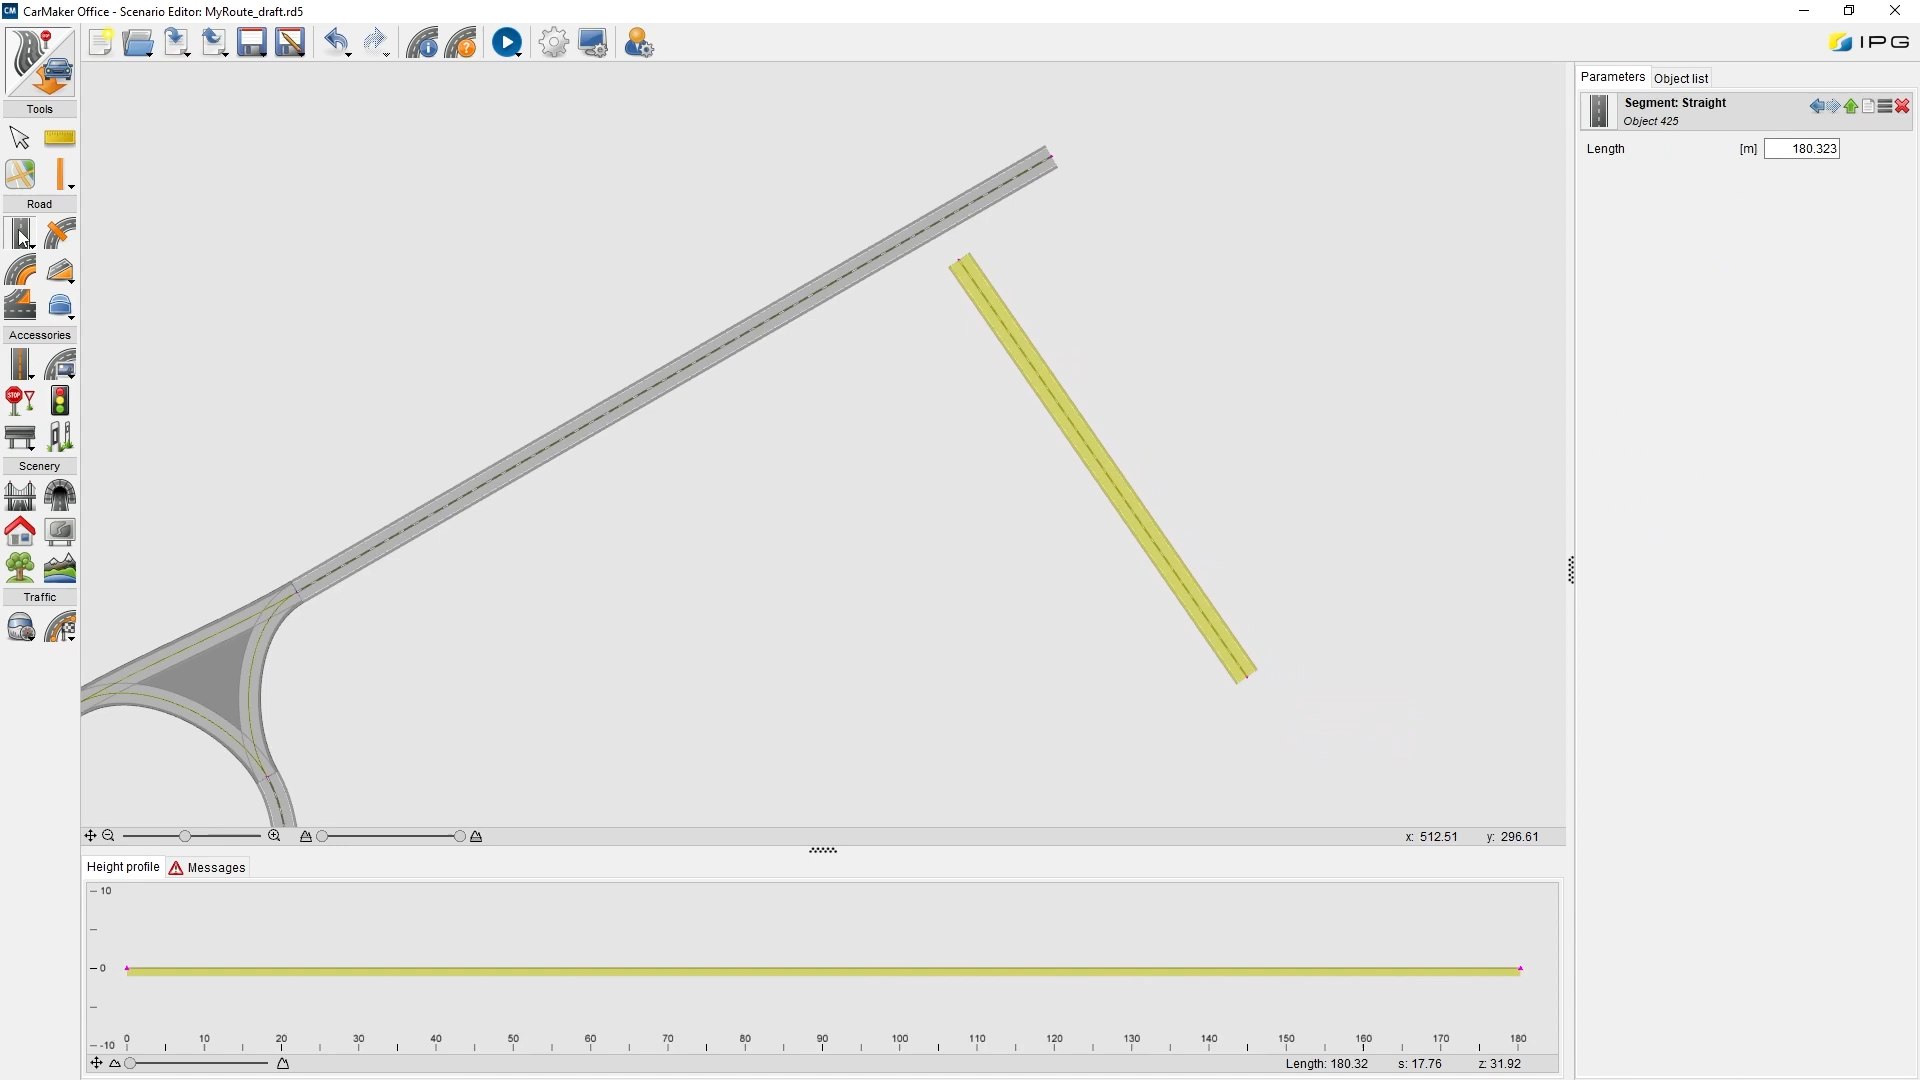 CM CarMaker Office - Scenario Editor: MyRoute_draft.rd5
IPG
Tools
Road
Accessories
STOP
Scenery
Traffic
Parameters Object list
Segment: Straight
Object 425
Length [m] 180.323
x: 512.51 y: 296.61
Height profile Messages
10
0
-10
0 10 20 30 40 50 60 70 80 90 100 110 120 130 140 150 160 170 180
Length: 180.32 s: 17.76 z: 31.92